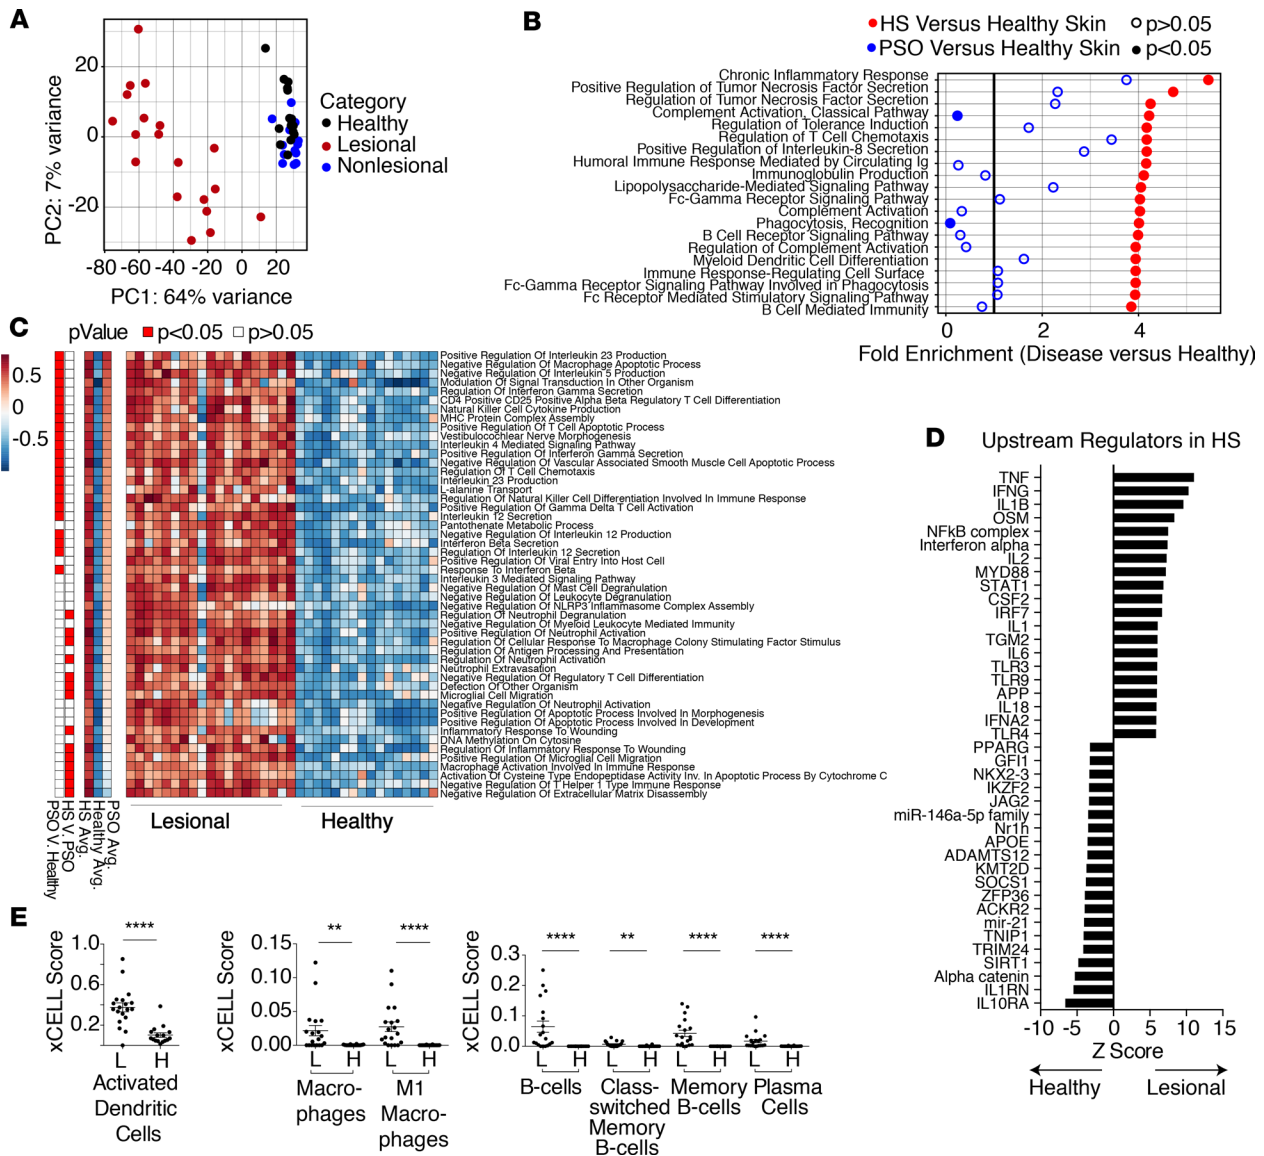 A
20
0
-20
-80 -60 -40 -20 0 20
PC2: 7% variance
PC1: 64% variance
Category
Healthy
Lesional
Nonlesional
B
HS Versus Healthy Skin
PSO Versus Healthy Skin
p>0.05
p<0.05
Chronic Inflammatory Response
Positive Regulation of Tumor Necrosis Factor Secretion
Regulation of Tumor Necrosis Factor Secretion
Complement Activation, Classical Pathway
Regulation of Tolerance Induction
Regulation of T Cell Chemotaxis
Positive Regulation of Interleukin-8 Secretion
Humoral Immune Response Mediated by Circulating Ig
Immunoglobulin Production
Lipopolysaccharide-Mediated Signaling Pathway
Fc-Gamma Receptor Signaling Pathway
Complement Activation
Phagocytosis, Recognition
B Cell Receptor Signaling Pathway
Regulation of Complement Activation
Myeloid Dendritic Cell Differentiation
Immune Response-Regulating Cell Surface
Fc-Gamma Receptor Signaling Pathway Involved in Phagocytosis
Fc Receptor Mediated Stimulatory Signaling Pathway
B Cell Mediated Immunity
0 2 4
Fold Enrichment (Disease versus Healthy)
C
pValue
p<0.05
p>0.05
0.5
0
-0.5
Positive Regulation Of Interleukin 23 Production
Negative Regulation Of Macrophage Apoptotic Process
Negative Regulation Of Interleukin 5 Production
Modulation Of Signal Transduction In Other Organism
Regulation Of Interferon Gamma Secretion
CD4 Positive CD25 Positive Alpha Beta Regulatory T Cell Differentiation
Natural Killer Cell Cytokine Production
MHC Protein Complex Assembly
Positive Regulation Of T Cell Apoptotic Process
Vestibulocochlear Nerve Morphogenesis
Interleukin 4 Mediated Signaling Pathway
Positive Regulation Of Interferon Gamma Secretion
Negative Regulation Of Vascular Associated Smooth Muscle Cell Apoptotic Process
Regulation Of T Cell Chemotaxis
Interleukin 23 Production
L-alanine Transport
Regulation Of Natural Killer Cell Differentiation Involved In Immune Response
Positive Regulation Of Gamma Delta T Cell Activation
Interleukin 12 Secretion
Pantothenate Metabolic Process
Negative Regulation Of Interleukin 12 Production
Interferon Beta Secretion
Regulation Of Interleukin 12 Secretion
Positive Regulation Of Viral Entry Into Host Cell
Response To Interferon Beta
Interleukin 3 Mediated Signaling Pathway
Negative Regulation Of Mast Cell Degranulation
Negative Regulation Of Leukocyte Degranulation
Negative Regulation Of NLRP3 Inflammasome Complex Assembly
Regulation Of Neutrophil Degranulation
Negative Regulation Of Myeloid Leukocyte Mediated Immunity
Positive Regulation Of Neutrophil Activation
Regulation Of Cellular Response To Macrophage Colony Stimulating Factor Stimulus
Regulation Of Antigen Processing And Presentation
Regulation Of Neutrophil Activation
Neutrophil Extravasation
Negative Regulation Of Regulatory T Cell Differentiation
Detection Of Other Organism
Microglial Cell Migration
Negative Regulation Of Neutrophil Activation
Positive Regulation Of Apoptotic Process Involved In Morphogenesis
Positive Regulation Of Apoptotic Process Involved In Development
Inflammatory Response To Wounding
DNA Methylation On Cytosine
Regulation Of Inflammatory Response To Wounding
Positive Regulation Of Microglial Cell Migration
Macrophage Activation Involved In Immune Response
Activation Of Cysteine Type Endopeptidase Activity Inv. In Apoptotic Process By Cytochrome C
Negative Regulation Of T Helper 1 Type Immune Response
Negative Regulation Of Extracellular Matrix Disassembly
PSO V. Healthy
HS V. PSO
HS Avg.
Healthy Avg.
PSO Avg.
Lesional
Healthy
D
Upstream Regulators in HS
TNF
IFNG
IL1B
OSM
NFkB complex
Interferon alpha
IL2
MYD88
STAT1
CSF2
IRF7
IL1
TGM2
IL6
TLR3
TLR9
APP
IL18
IFNA2
TLR4
PPARG
GFI1
NKX2-3
IKZF2
JAG2
miR-146a-5p family
Nr1h
APOE
ADAMTS12
KMT2D
SOCS1
ZFP36
ACKR2
mir-21
TNIP1
TRIM24
SIRT1
Alpha catenin
IL1RN
IL10RA
-10 -5 0 5 10 15
Z Score
Healthy
Lesional
E
xCELL Score
1.0
0.6
0.2
****
L H
Activated
Dendritic
Cells
xCELL Score
0.15
0.10
0.05
0.00
**
****
L H L H
Macro-
phages
M1
Macro-
phages
xCELL Score
0.3
0.2
0.1
0.0
****
**
****
****
L H L H L H L H
B-cells
Class-
switched
Memory
B-cells
Memory
B-cells
Plasma
Cells